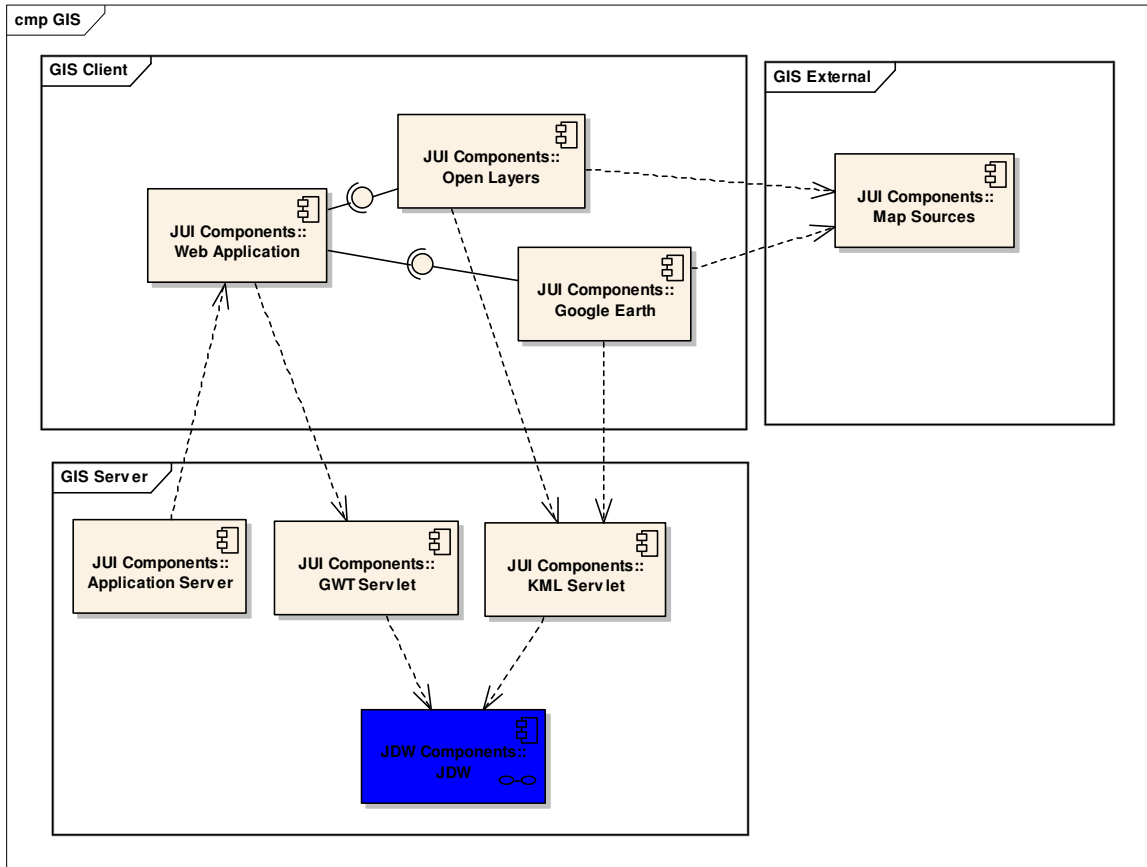 cmp GIS
GIS Client
GIS External
JUI Components::
Open Layers
JUI Components::
Map Sources
JUI Components::
Web Application
JUI Components::
Google Earth
GIS Server
JUI Components::
Application Server
JUI Components::
GWT Servlet
JUI Components::
KML Servlet
JDW Components::
JDW